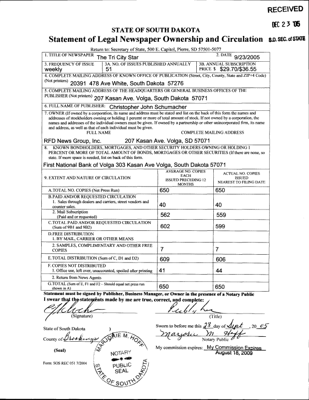 RECEIVED
DEC 23 '05
S.D. SEC. of STATE
STATE OF SOUTH DAKOTA
Statement of Legal Newspaper Ownership and Circulation
Return to: Secretary of State, 500 E. Capitol, Pierre, SD 57501-5077
1. TITLE OF NEWSPAPER The Tri City Star
2. DATE 9/23/2005
3. FREQUENCY OF ISSUE
weekly
3A. NO. OF ISSUES PUBLISHED ANNUALLY
51
3B. ANNUAL SUBSCRIPTION
PRICE $ $29.70/$36.55
4. COMPLETE MAILING ADDRESS OF KNOWN OFFICE OF PUBLICATION (Street, City, County, State and ZIP+4 Code)
(Not printers) 20391 478 Ave, White, South Dakota 57276
5. COMPLETE MAILING ADDRESS OF THE HEADQUARTERS OR GENERAL BUSINESS OFFICES OF THE
PUBLISHER (Not printers) 207 Kasan Ave. Volga, South Dakota 57071
6. FULL NAME OF PUBLISHER: Christopher John Schumacher
7. OWNER (If owned by a corporation, its name and address must be stated and list on the back of this form the names and
addresses of stockholders owning or holding 1 percent or more of total amount of stock. If not owned by a corporation, the
names and addresses of the individual owners must be given. If owned by a partnership or other unincorporated firm, its name
and address, as well as that of each individual must be given.
FULL NAME
COMPLETE MAILING ADDRESS
RFD News Group, Inc.
207 Kasan Ave. Volga, SD 57071
8. KNOWN BONDHOLDERS, MORTGAGES, AND OTHER SECURITY HOLDERS OWNING OR HOLDING 1
PERCENT OR MORE OF TOTAL AMOUNT OF BONDS, MORTGAGES OR OTHER SECURITIES (If there are none, so
state. If more space is needed, list on back of this form.
First National Bank of Volga 303 Kasan Ave Volga, South Dakota 57071
9. EXTENT AND NATURE OF CIRCULATION
AVERAGE NO. COPIES
EACH
ISSUED PRECEDING 12
MONTHS
ACTUAL NO. COPIES
ISSUED
NEAREST TO FILING DATE
A. TOTAL NO. COPIES (Net Press Run)
650
650
B. PAID AND/OR REQUESTED CIRCULATION
1. Sales through dealers and carriers, street vendors and
counter sales.
40
40
2. Mail Subscription
(Paid and or requested)
562
559
C. TOTAL PAID AND/OR REQUESTED CIRCULATION
(Sum of 9B1 and 9B2)
602
599
D. FREE DISTRIBUTION
1. BY MAIL, CARRIER OR OTHER MEANS
2. SAMPLES, COMPLIMENTARY AND OTHER FREE
COPIES
7
7
E. TOTAL DISTRIBUTION (Sum of C, D1 and D2)
609
606
F. COPIES NOT DISTRIBUTED
1. Office use, left over, unaccounted, spoiled after printing
41
44
2. Return from News Agents
G. TOTAL (Sum of E, F1 and F2 - Should equal net press run
shown in A)
650
650
Statement must be signed by Publisher, Business Manager, or Owner in the presence of a Notary Public
I swear that the statements made by me are true, correct, and complete:
(Signature)
Publisher
(Title)
State of South Dakota
County of Brookings
(Seal)
Sworn to before me this 23 day of Sept, 2005
Marjorie M. Hoff
Notary Public
My commission expires: My Commission Expires
August 18, 2009
MARJORIE M. HOFF
NOTARY
PUBLIC
SEAL
SOUTH DAKOTA
Form: SOS REC 051 7/2004